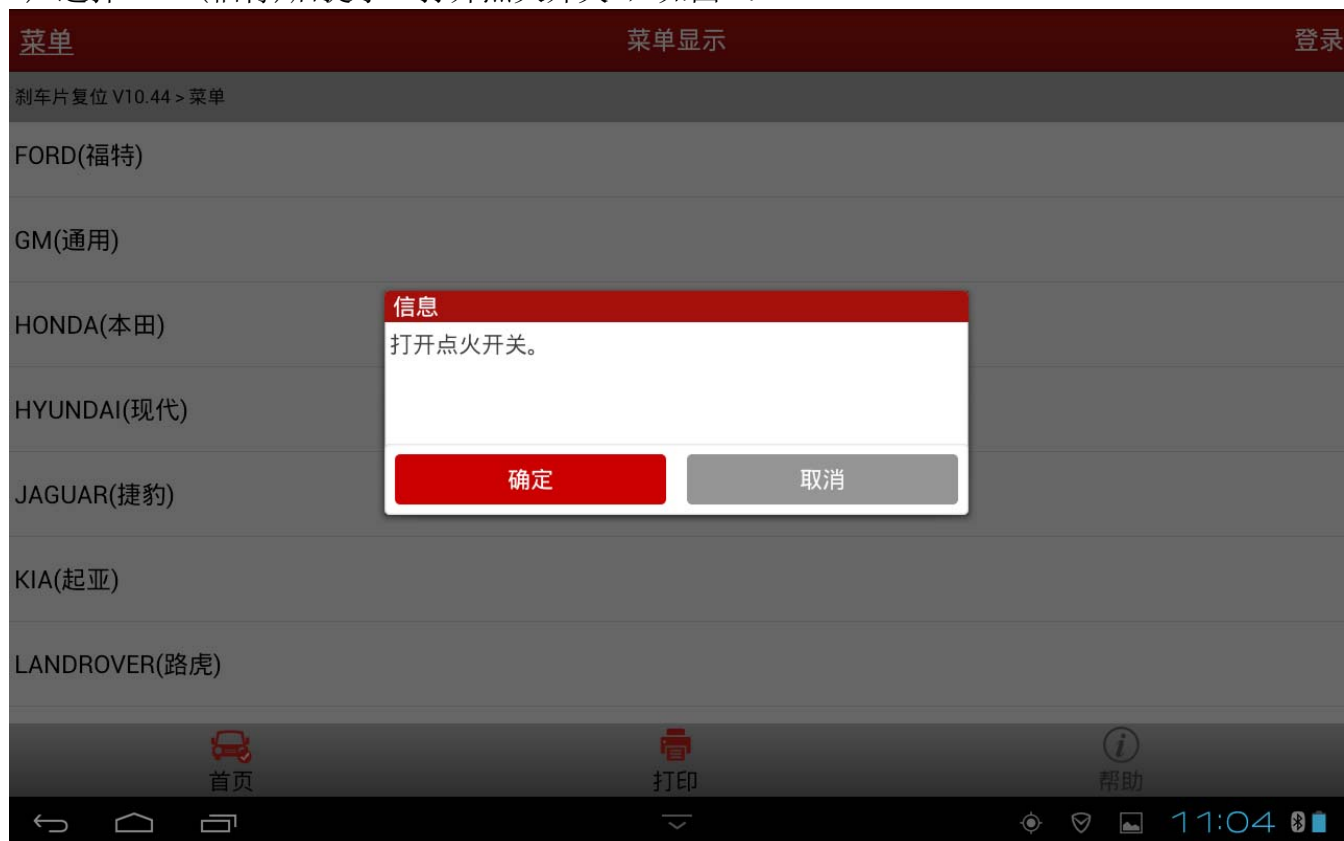 菜单 菜单显示 登录
刹车片复位 V10.44 > 菜单
FORD(福特)
GM(通用)
HONDA(本田)
HYUNDAI(现代)
JAGUAR(捷豹)
KIA(起亚)
LANDROVER(路虎)
信息
打开点火开关。
确定 取消
首页 打印 帮助
11:04